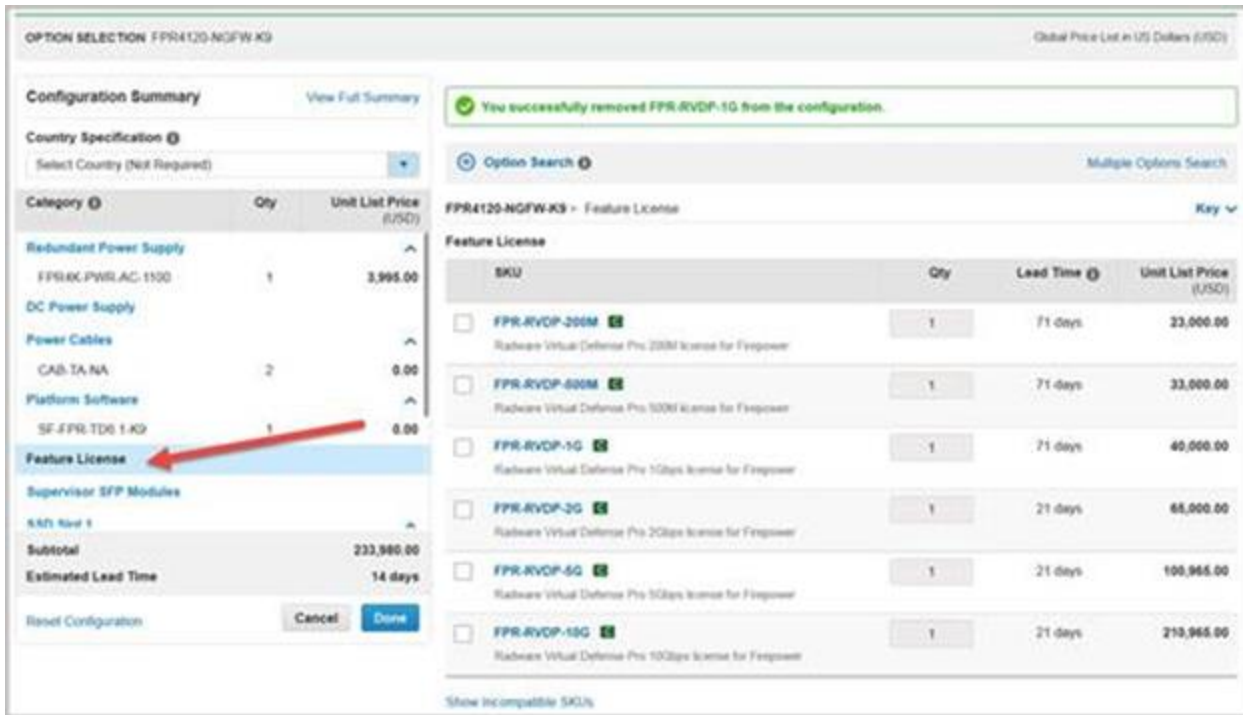 OPTION SELECTION FPR4120-NGFW-K9
Global Price List in US Dollars (USD)
Configuration Summary
View Full Summary
Country Specification
Select Country (Not Required)
Category Qty Unit List Price
(USD)
Redundant Power Supply
FPR4K-PWR-AC-1100 1 3,995.00
DC Power Supply
Power Cables
CAB-TA-NA 2 0.00
Platform Software
SF-FPR-TD6.1-K9 1 0.00
Feature License
Supervisor SFP Modules
SSD Slot 1
Subtotal 233,980.00
Estimated Lead Time 14 days
Reset Configuration Cancel Done
You successfully removed FPR-RVDP-1G from the configuration.
Option Search
Multiple Options Search
FPR4120-NGFW-K9 > Feature License
Key
Feature License
SKU Qty Lead Time Unit List Price
(USD)
FPR-RVDP-200M C 1 71 days 23,000.00
Radware Virtual Defense Pro 200M license for Firepower
FPR-RVDP-500M C 1 71 days 33,000.00
Radware Virtual Defense Pro 500M license for Firepower
FPR-RVDP-1G C 1 71 days 40,000.00
Radware Virtual Defense Pro 1Gbps license for Firepower
FPR-RVDP-2G C 1 21 days 65,000.00
Radware Virtual Defense Pro 2Gbps license for Firepower
FPR-RVDP-5G C 1 21 days 100,965.00
Radware Virtual Defense Pro 5Gbps license for Firepower
FPR-RVDP-10G C 1 21 days 210,965.00
Radware Virtual Defense Pro 10Gbps license for Firepower
Show Incompatible SKUs